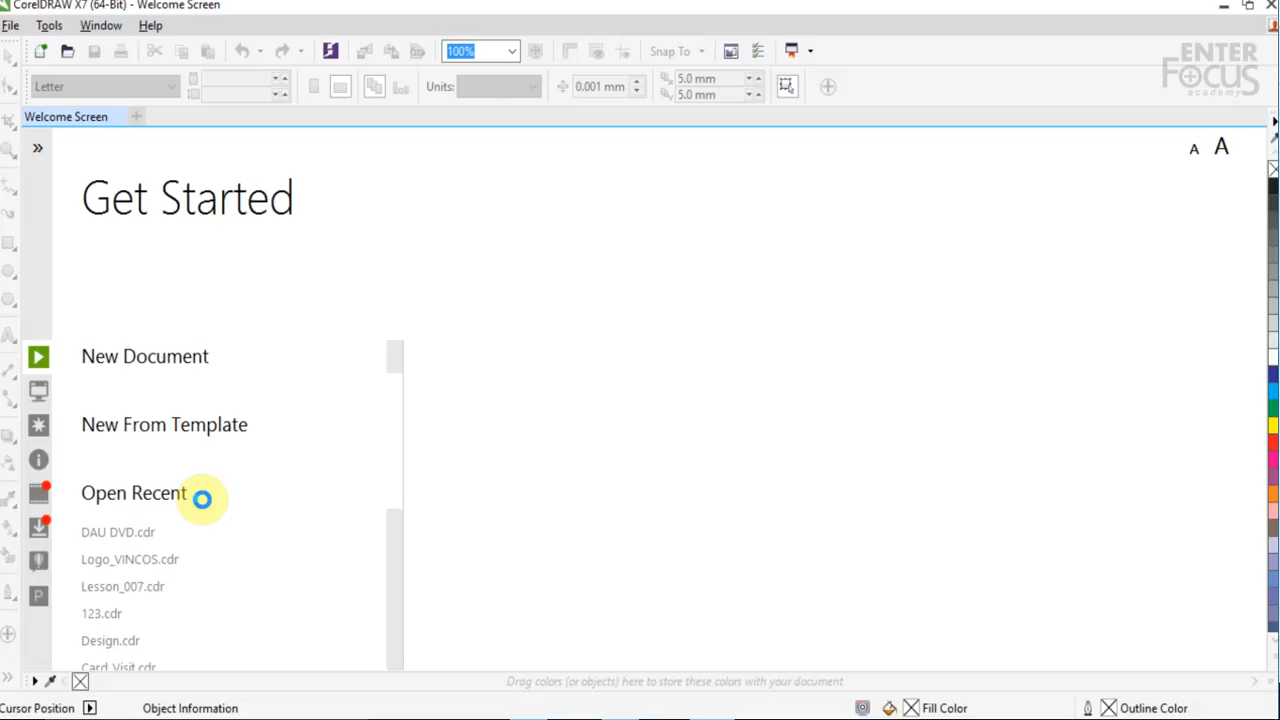 CorelDRAW X7 (64-Bit) - Welcome Screen
File Tools Window Help
100% Snap To
ENTER FOCUS academy
Letter Units: 0.001 mm 5.0 mm
5.0 mm
Welcome Screen
A A
Get Started
New Document
New From Template
Open Recent
DAU DVD.cdr
Logo_VINCOS.cdr
Lesson_007.cdr
123.cdr
Design.cdr
Card_Visit.cdr
P
Drag colors (or objects) here to store these colors with your document
Cursor Position Object Information Fill Color Outline Color